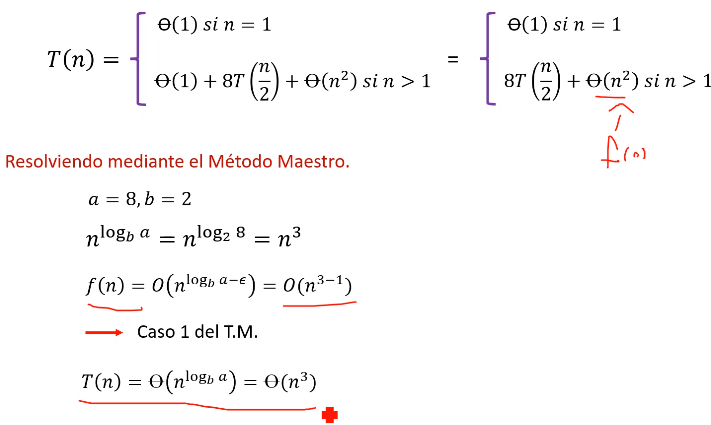 T(n) = { Ө(1) si n = 1 = { Ө(1) si n = 1
Ө(1) + 8T(n/2) + Ө(n²) si n > 1 8T(n/2) + Ө(n²) si n > 1
f(n)
Resolviendo mediante el Método Maestro.
a = 8, b = 2
n^{log_b a} = n^{log_2 8} = n³
f(n) = O(n^{log_b a−ϵ}) = O(n^{3−1})
Caso 1 del T.M.
T(n) = Ө(n^{log_b a}) = Ө(n³)